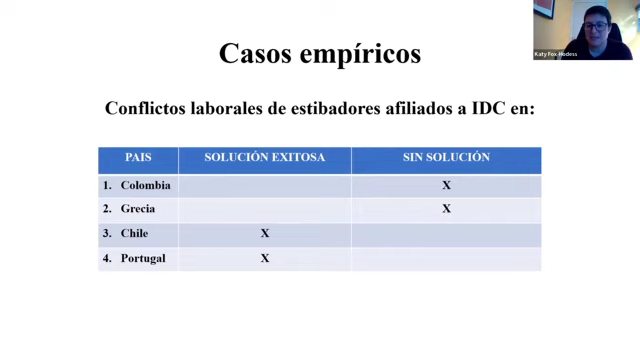 Katy Fox-Hodess
Casos empíricos
Conflictos laborales de estibadores afiliados a IDC en:
PAIS SOLUCIÓN EXITOSA SIN SOLUCIÓN
1. Colombia X
2. Grecia X
3. Chile X
4. Portugal X